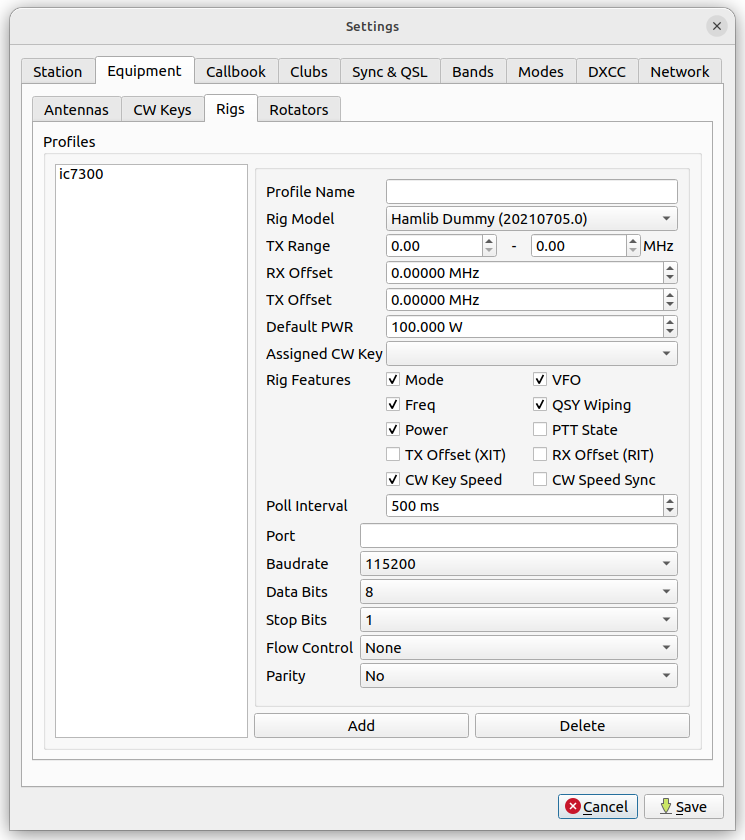 Settings
Station Equipment Callbook Clubs Sync & QSL Bands Modes DXCC Network
Antennas CW Keys Rigs Rotators
Profiles
ic7300
Profile Name
Rig Model Hamlib Dummy (20210705.0)
TX Range 0.00 - 0.00 MHz
RX Offset 0.00000 MHz
TX Offset 0.00000 MHz
Default PWR 100.000 W
Assigned CW Key
Rig Features Mode VFO
Freq QSY Wiping
Power PTT State
TX Offset (XIT) RX Offset (RIT)
CW Key Speed CW Speed Sync
Poll Interval 500 ms
Port
Baudrate 115200
Data Bits 8
Stop Bits 1
Flow Control None
Parity No
Add Delete
Cancel Save